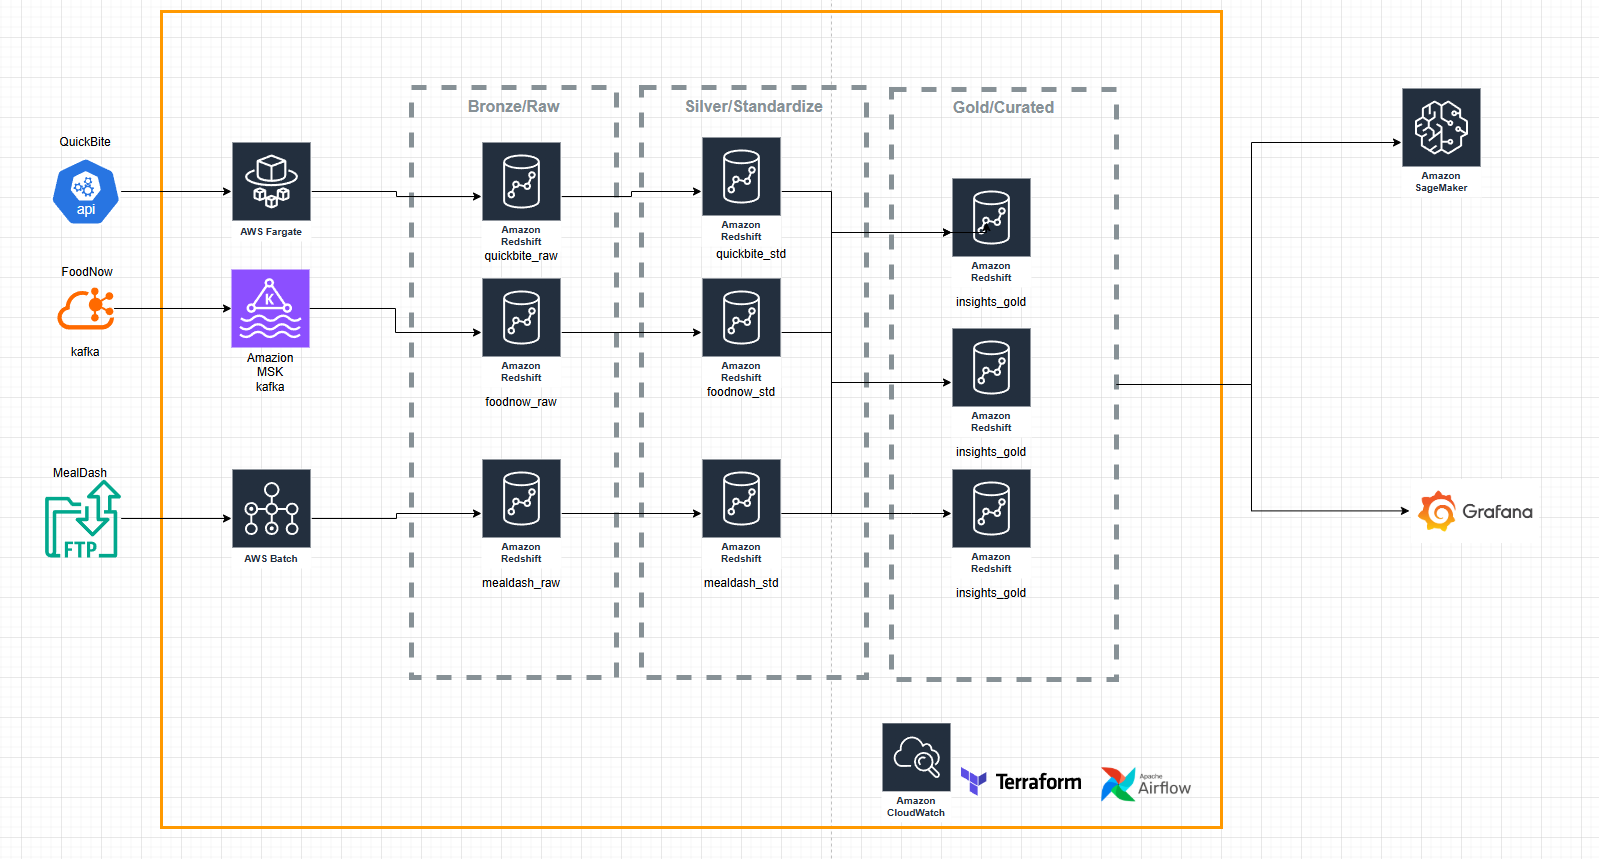 Bronze/Raw
Silver/Standardize
Gold/Curated
QuickBite
api
AWS Fargate
Amazon
Redshift
quickbite_raw
Amazon
Redshift
quickbite_std
Amazon
Redshift
insights_gold
Amazon
SageMaker
FoodNow
kafka
K
Amazion
MSK
kafka
Amazon
Redshift
foodnow_raw
Amazon
Redshift
foodnow_std
Amazon
Redshift
insights_gold
MealDash
FTP
AWS Batch
Amazon
Redshift
mealdash_raw
Amazon
Redshift
mealdash_std
Amazon
Redshift
insights_gold
Grafana
Amazon
CloudWatch
Terraform
Apache
Airflow